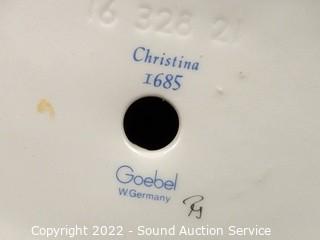 16 328 21
Christina
1685
Goebel
W.Germany
Copyright 2022 - Sound Auction Service